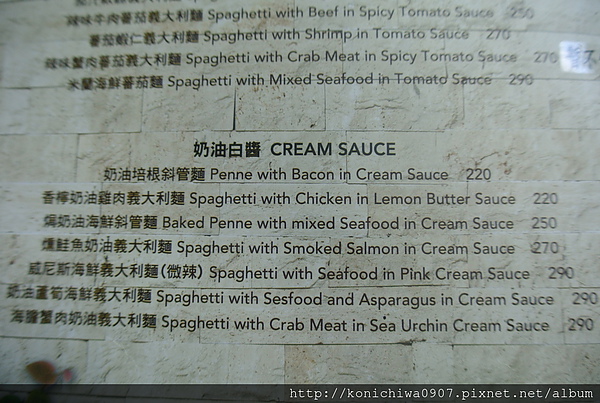 辣味牛肉番茄義大利麵 Spaghetti with Beef in Spicy Tomato Sauce 250
番茄蝦仁義大利麵 Spaghetti with Shrimp in Tomato Sauce 270
辣味蟹肉番茄義大利麵 Spaghetti with Crab Meat in Spicy Tomato Sauce 270
米蘭海鮮番茄麵 Spaghetti with Mixed Seafood in Tomato Sauce 290
奶油白醬 CREAM SAUCE
奶油培根斜管麵 Penne with Bacon in Cream Sauce 220
香檸奶油雞肉義大利麵 Spaghetti with Chicken in Lemon Butter Sauce 220
焗奶油海鮮斜管麵 Baked Penne with mixed Seafood in Cream Sauce 250
燻鮭魚奶油義大利麵 Spaghetti with Smoked Salmon in Cream Sauce 270
威尼斯海鮮義大利麵(微辣) Spaghetti with Seafood in Pink Cream Sauce 290
奶油蘆筍海鮮義大利麵 Spaghetti with Sesfood and Asparagus in Cream Sauce 290
海膽蟹肉奶油義大利麵 Spaghetti with Crab Meat in Sea Urchin Cream Sauce 290
http://konichiwa0907.pixnet.net/album